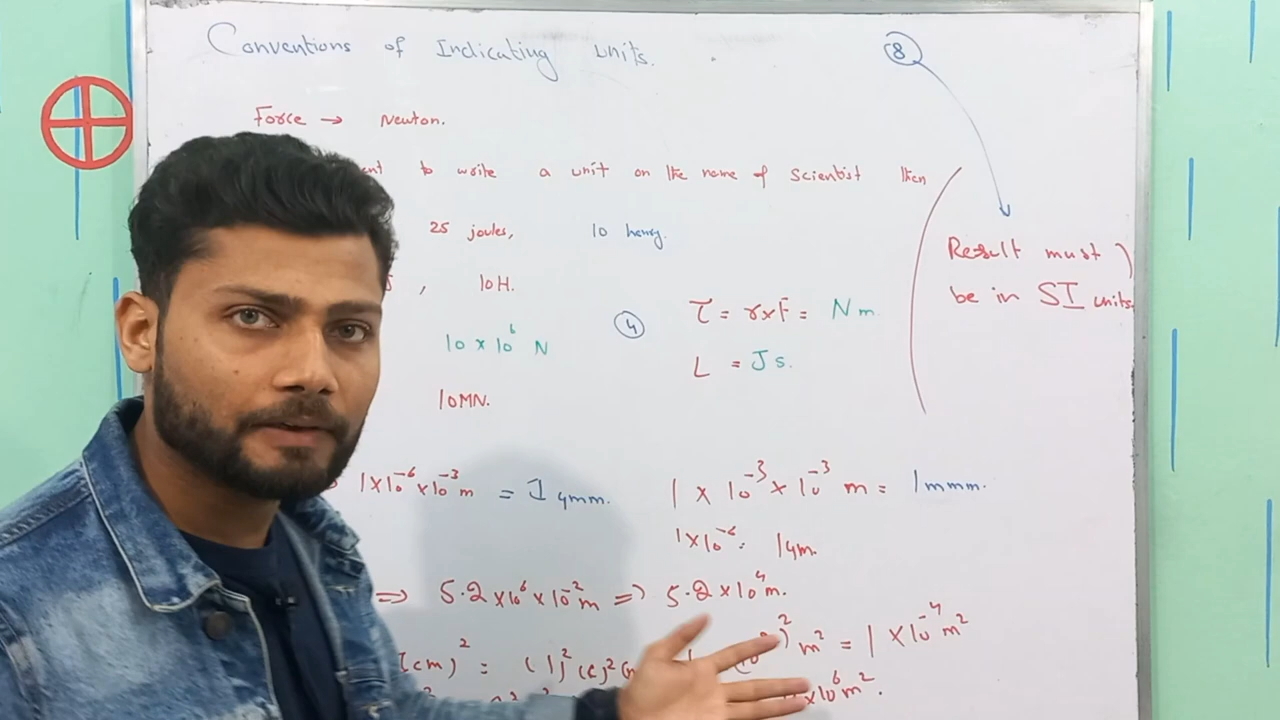 Conventions of Indicating units.
8
Force → Newton.
to write a unit on the name of scientist then
25 joules, 10 henry.
, 10H.
Result must
be in SI units.
4
τ = r×F = N m.
10 × 10⁶ N
L = J s.
10MN.
1×10⁻⁶×10⁻³ m = 1 μmm.
1 × 10⁻³ × 10⁻³ m = 1mmm.
1×10⁻⁶ = 1μm.
⇒ 5.2 ×10⁶ ×10⁻² m ⇒ 5.2 ×10⁴ m.
(cm)² = (1)² (c)²
)² m² = 1 × 10⁻⁴ m²
×10⁶ m².